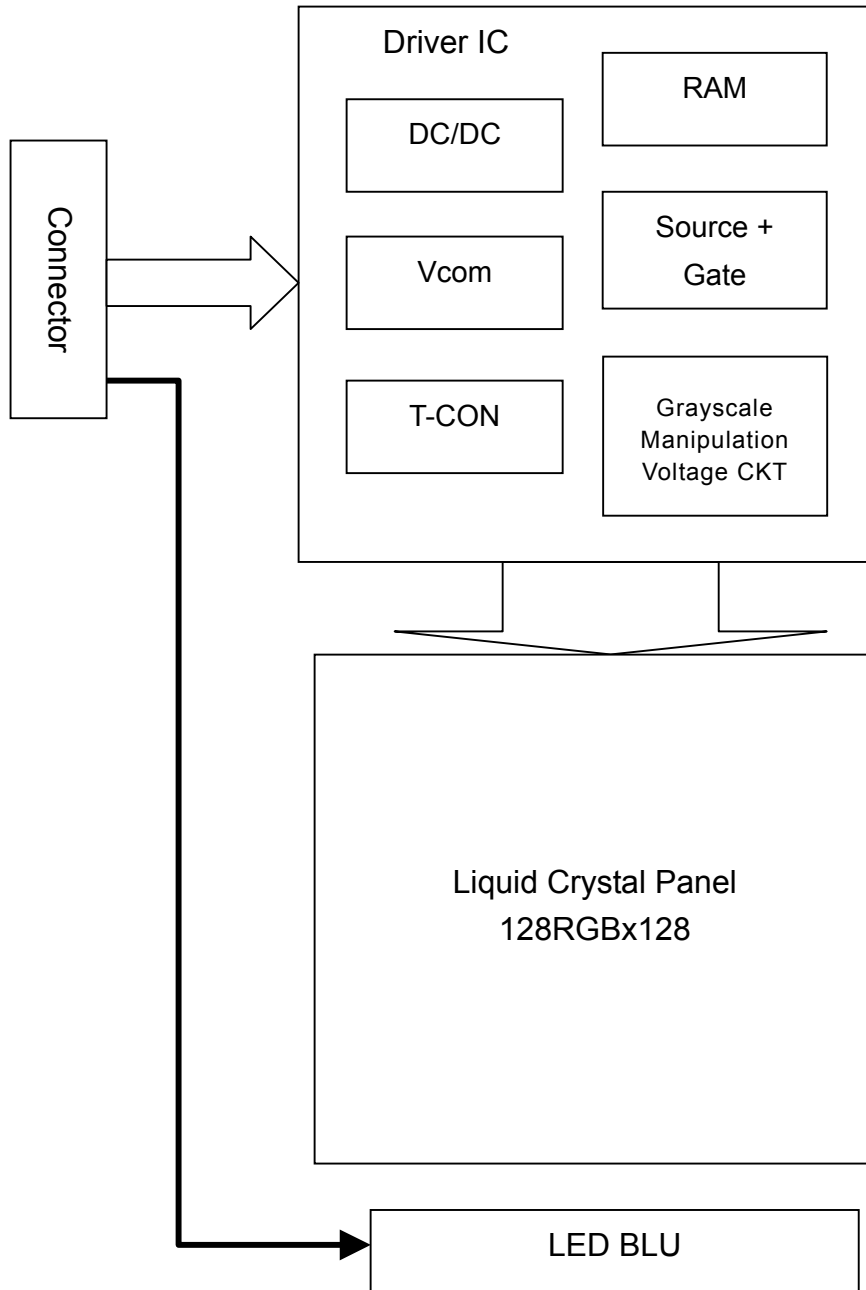 Driver IC
RAM
DC/DC
Connector
Source +
Gate
Vcom
T-CON
Grayscale
Manipulation
Voltage CKT
Liquid Crystal Panel
128RGBx128
LED BLU